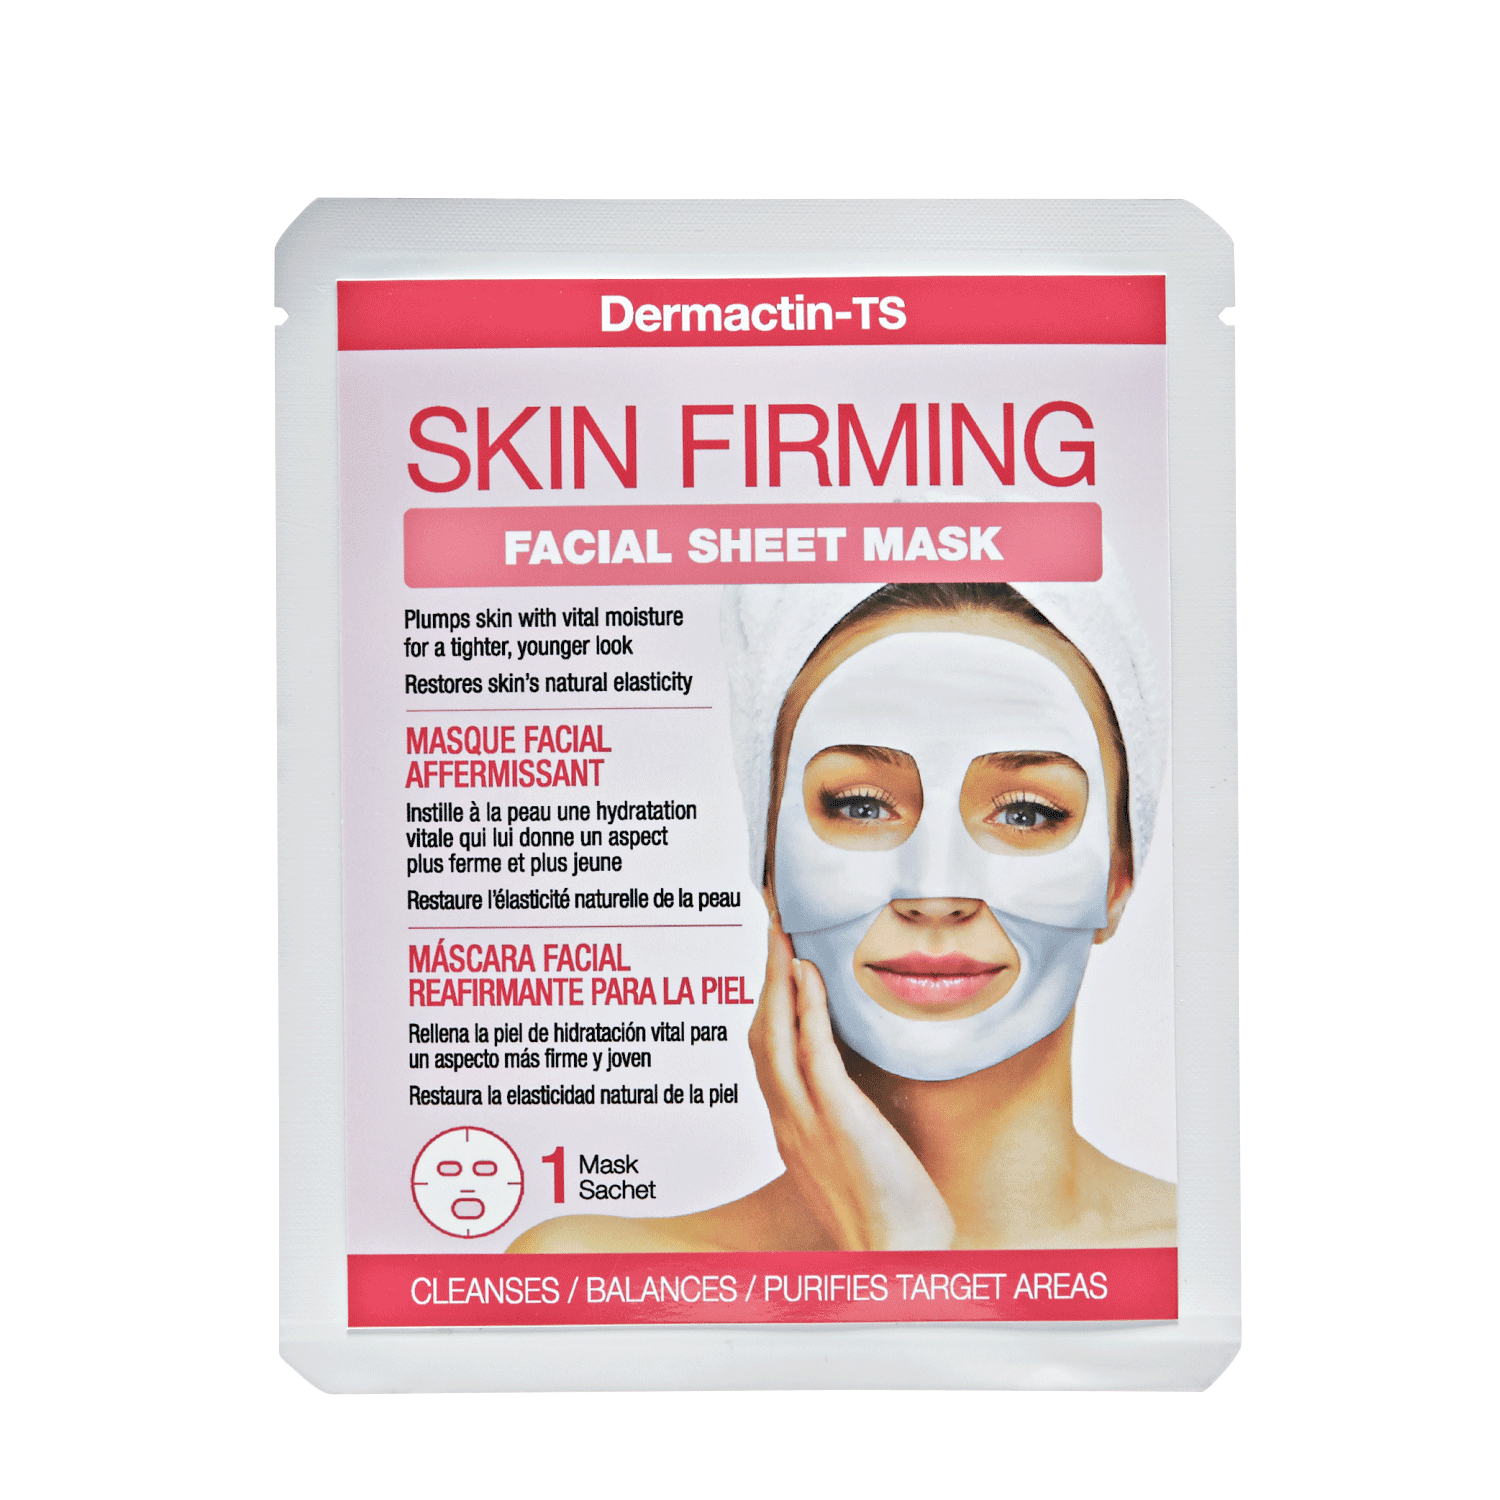 Dermactin-TS
SKIN FIRMING
FACIAL SHEET MASK
Plumps skin with vital moisture
for a tighter, younger look
Restores skin's natural elasticity
MASQUE FACIAL
AFFERMISSANT
Instille à la peau une hydratation
vitale qui lui donne un aspect
plus ferme et plus jeune
Restaure l'élasticité naturelle de la peau
MÁSCARA FACIAL
REAFIRMANTE PARA LA PIEL
Rellena la piel de hidratación vital para
un aspecto más firme y joven
Restaura la elasticidad natural de la piel
1 Mask
Sachet
CLEANSES / BALANCES / PURIFIES TARGET AREAS